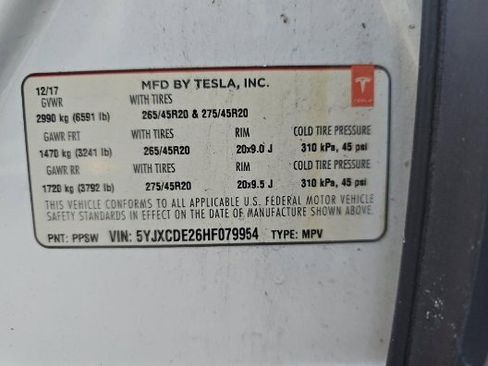 12/17 MFD BY TESLA, INC.
GVWR WITH TIRES
2990 kg (6591 lb) 265/45R20 & 275/45R20
GAWR FRT WITH TIRES RIM COLD TIRE PRESSURE
1470 kg (3241 lb) 265/45R20 20x9.0 J 310 kPa, 45 psi
GAWR RR WITH TIRES RIM COLD TIRE PRESSURE
1720 kg (3792 lb) 275/45R20 20x9.5 J 310 kPa, 45 psi
THIS VEHICLE CONFORMS TO ALL APPLICABLE U.S. FEDERAL MOTOR VEHICLE
SAFETY STANDARDS IN EFFECT ON THE DATE OF MANUFACTURE SHOWN ABOVE.
PNT: PPSW VIN: 5YJXCDE26HF079954 TYPE: MPV
TESLA